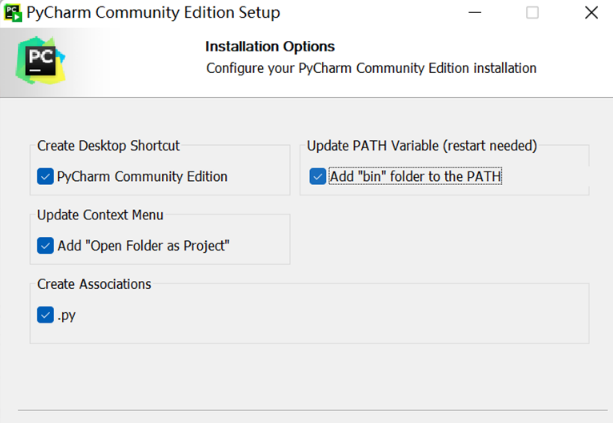 PyCharm Community Edition Setup
PC
Installation Options
Configure your PyCharm Community Edition installation
Create Desktop Shortcut
PyCharm Community Edition
Update PATH Variable (restart needed)
Add "bin" folder to the PATH
Update Context Menu
Add "Open Folder as Project"
Create Associations
.py